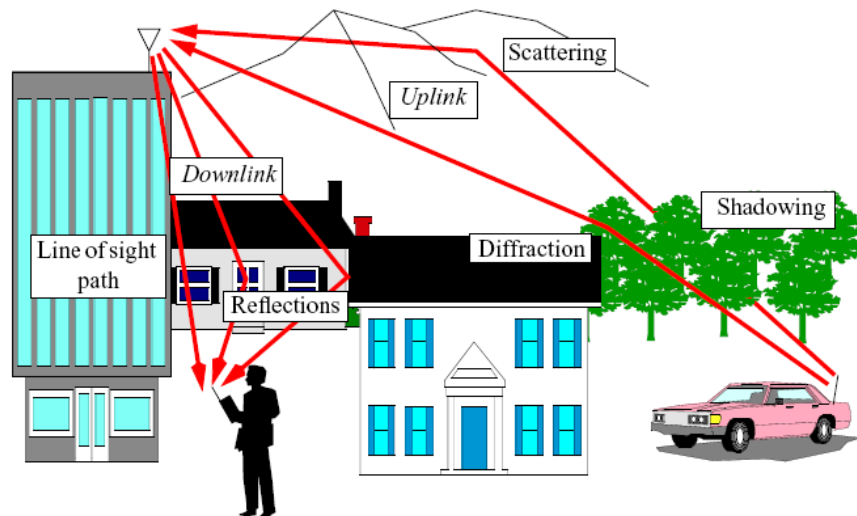 Scattering
Uplink
Downlink
Shadowing
Line of sight
path
Diffraction
Reflections